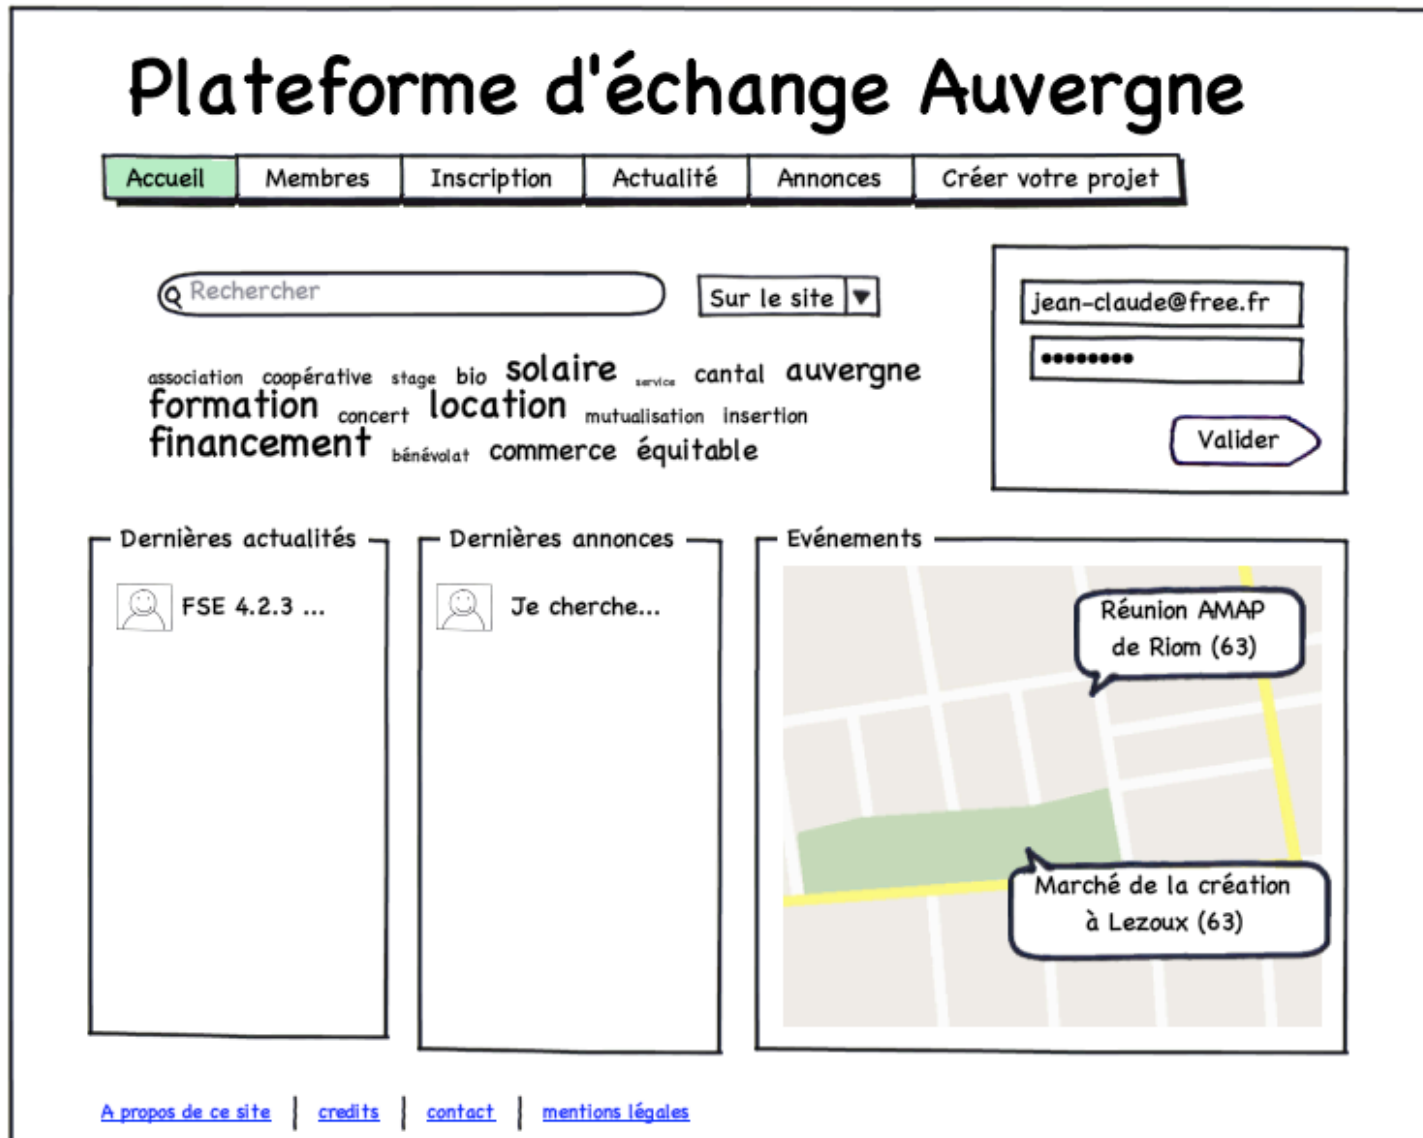 Plateforme d'échange Auvergne
Accueil Membres Inscription Actualité Annonces Créer votre projet
Rechercher
Sur le site
jean-claude@free.fr
Valider
association coopérative stage bio solaire service cantal auvergne
formation concert location mutualisation insertion
financement bénévolat commerce équitable
Dernières actualités
FSE 4.2.3 ...
Dernières annonces
Je cherche...
Evénements
Réunion AMAP
de Riom (63)
Marché de la création
à Lezoux (63)
A propos de ce site credits contact mentions légales